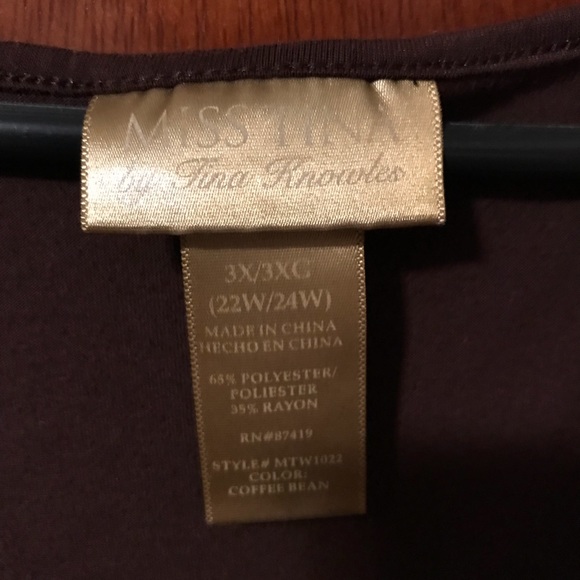 MISS TINA
by Tina Knowles
3X/3XG
(22W/24W)
MADE IN CHINA
HECHO EN CHINA
65% POLYESTER/
POLIESTER
35% RAYON
RN#87419
STYLE# MTW1022
COLOR:
COFFEE BEAN